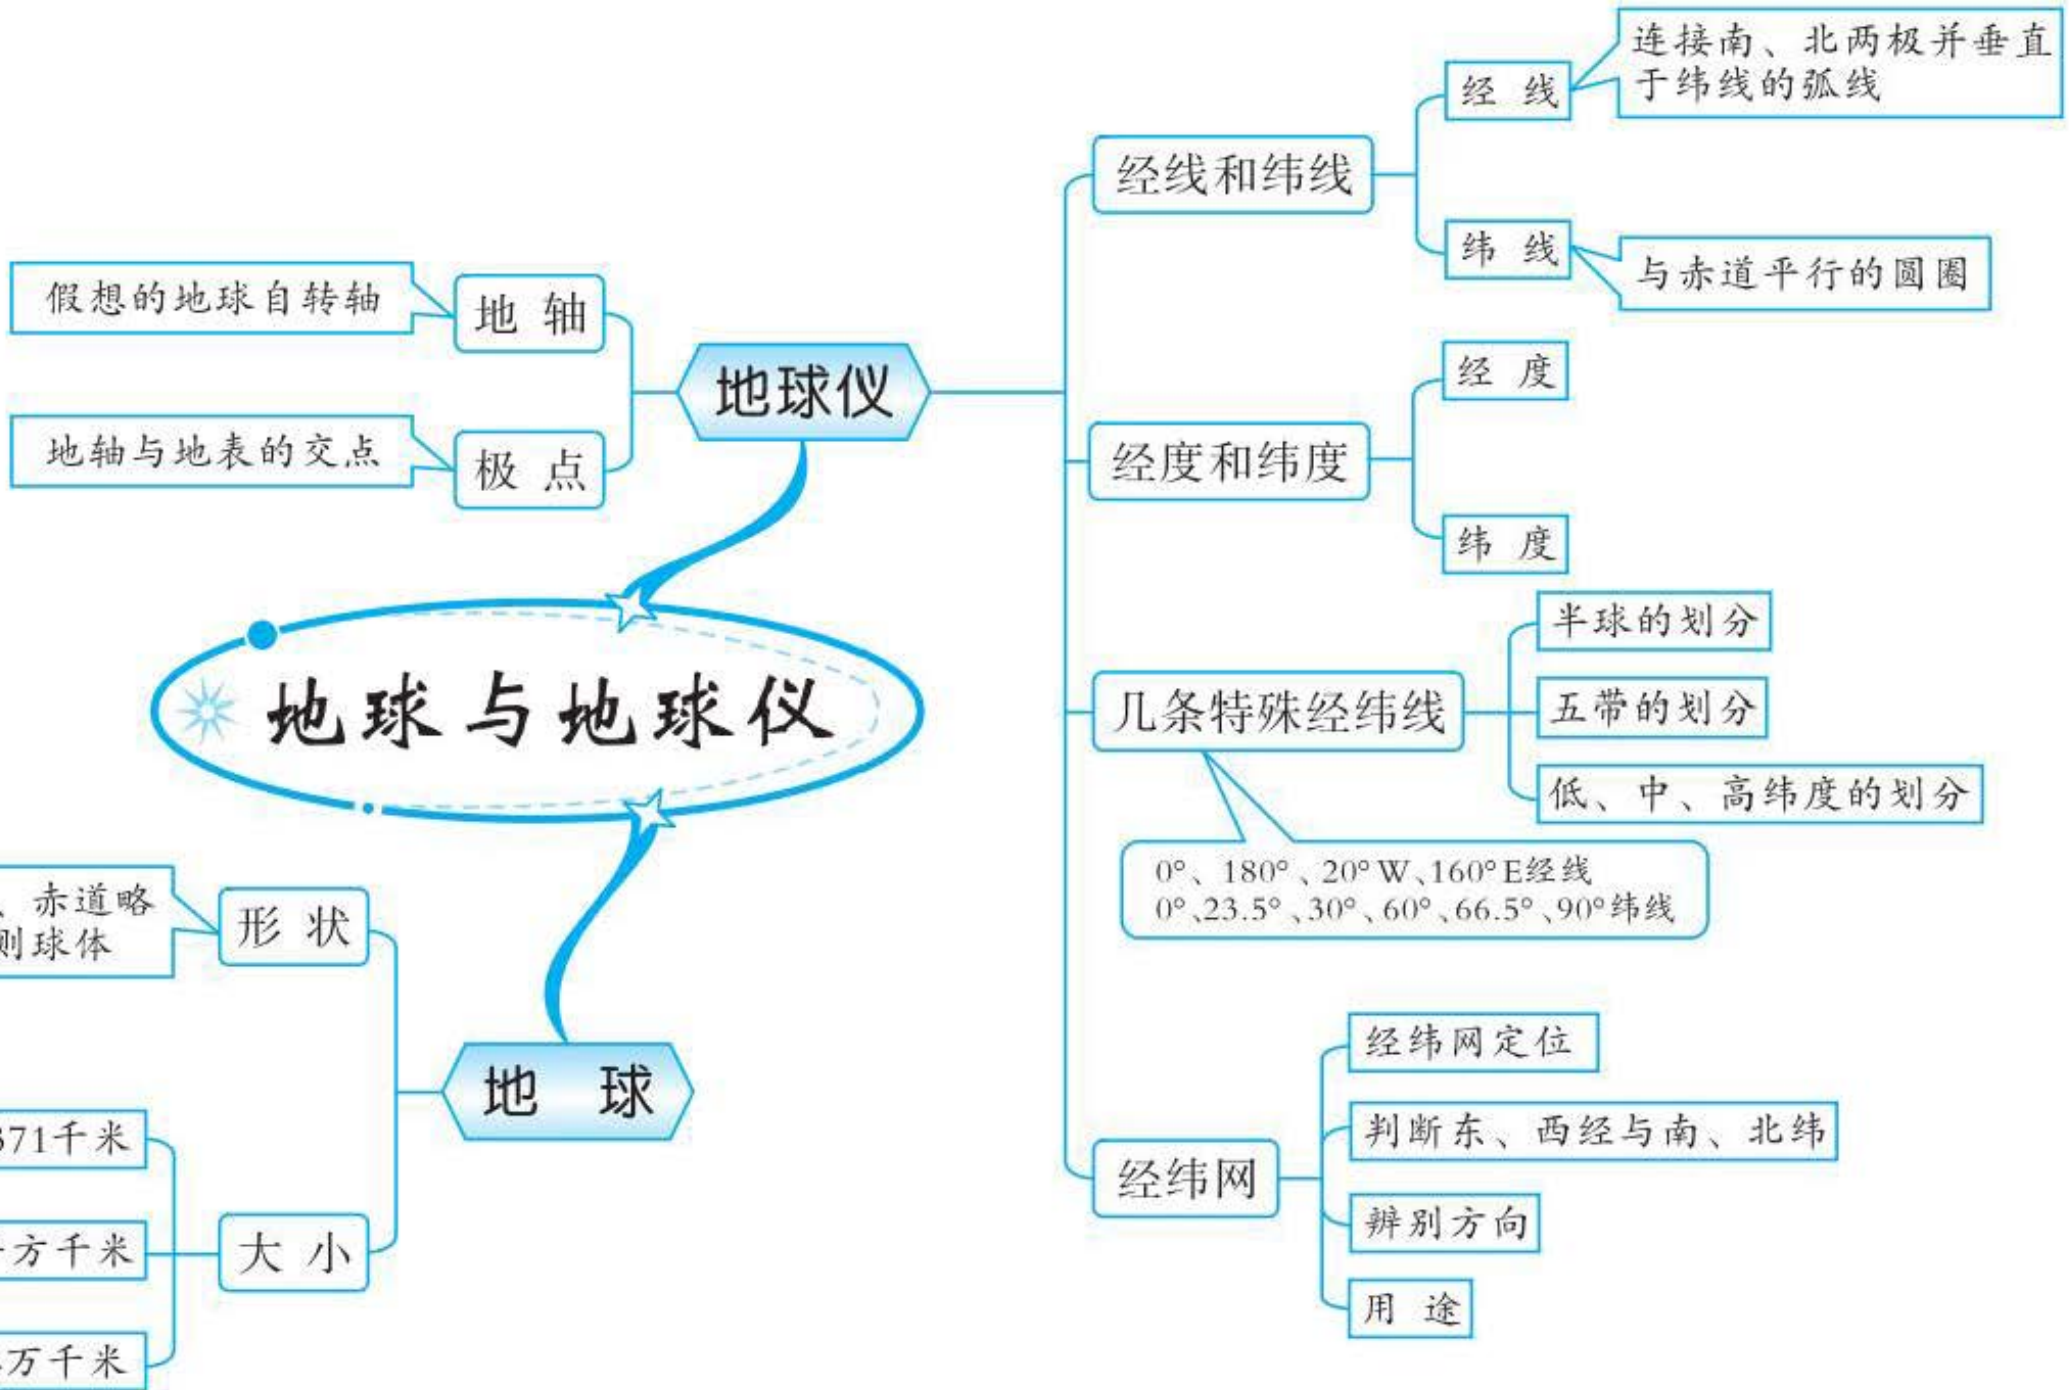 连接南、北两极并垂直
于纬线的弧线
经 线
经线和纬线
纬 线
与赤道平行的圆圈
假想的地球自转轴
地 轴
地球仪
地轴与地表的交点
极 点
经 度
经度和纬度
纬 度
半球的划分
几条特殊经纬线
五带的划分
低、中、高纬度的划分
0°、180°、20°W、160°E经线
0°、23.5°、30°、60°、66.5°、90°纬线
地球与地球仪
、赤道略
则球体
形 状
地 球
371千米
方千米
大 小
万千米
经纬网定位
判断东、西经与南、北纬
经纬网
辨别方向
用 途